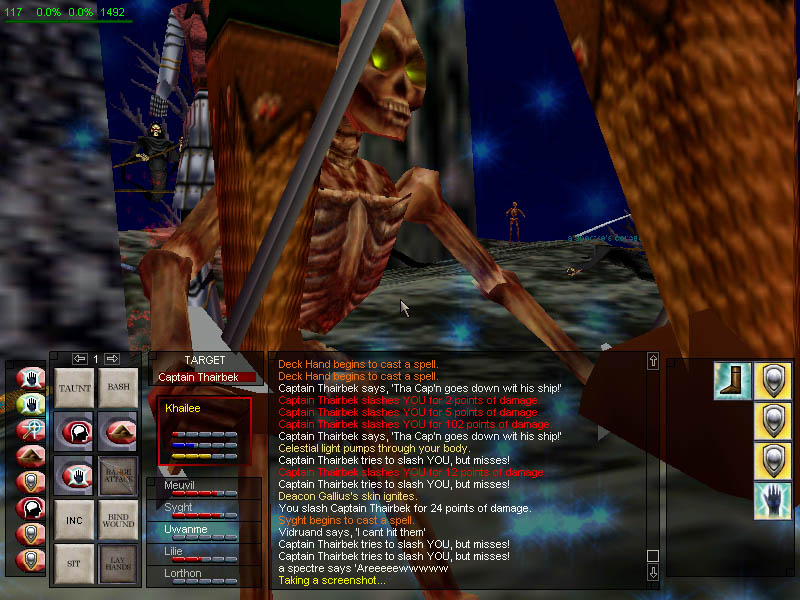 117 0.0% 0.0% 1492
a spectre's corpse
1
TARGET
Captain Thairbek
TAUNT
BASH
RANGE
ATTACK
INC
BIND
WOUND
SIT
LAY
HANDS
Khailee
Meuvil
Syght
Uwanme
Lilie
Lorthon
Deck Hand begins to cast a spell.
Deck Hand begins to cast a spell.
Captain Thairbek says, 'Tha Cap'n goes down wit his ship!'
Captain Thairbek slashes YOU for 2 points of damage.
Captain Thairbek slashes YOU for 5 points of damage.
Captain Thairbek slashes YOU for 102 points of damage.
Captain Thairbek says, 'Tha Cap'n goes down wit his ship!'
Celestial light pumps through your body.
Captain Thairbek tries to slash YOU, but misses!
Captain Thairbek slashes YOU for 12 points of damage.
Captain Thairbek tries to slash YOU, but misses!
Deacon Gallius's skin ignites.
You slash Captain Thairbek for 24 points of damage.
Syght begins to cast a spell.
Vidruand says, 'I cant hit them'
Captain Thairbek tries to slash YOU, but misses!
Captain Thairbek tries to slash YOU, but misses!
a spectre says 'Areeeeewwwwww
Taking a screenshot...